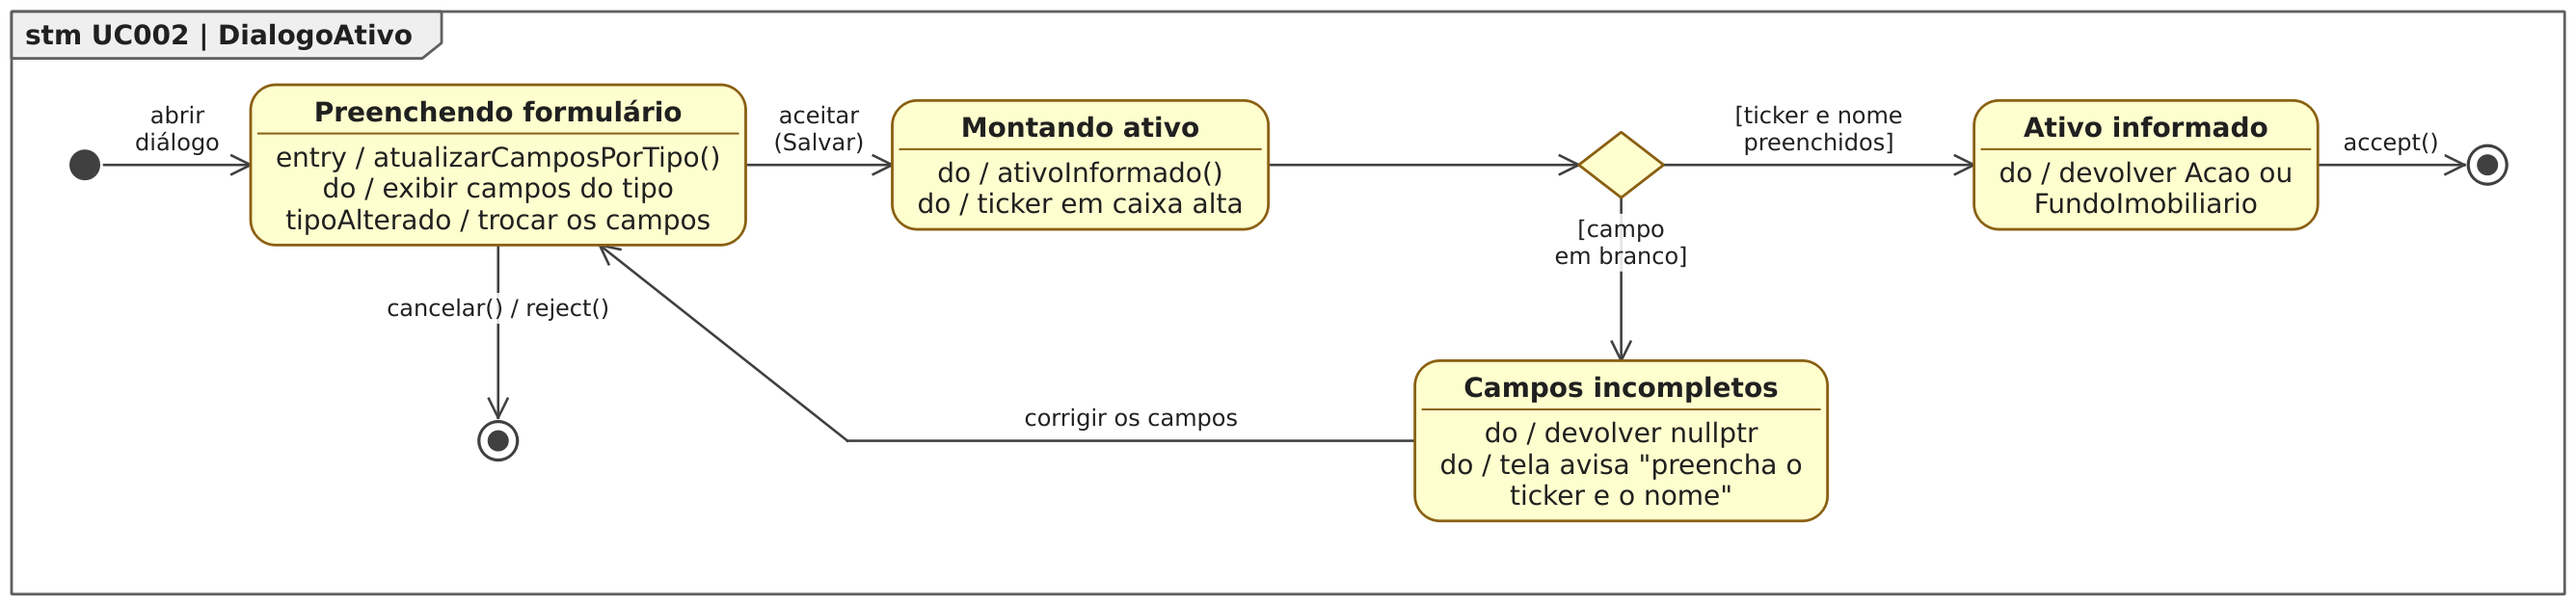 stm UC002 | DialogoAtivo
abrir
diálogo
Preenchendo formulário
entry / atualizarCamposPorTipo()
do / exibir campos do tipo
tipoAlterado / trocar os campos
aceitar
(Salvar)
Montando ativo
do / ativoInformado()
do / ticker em caixa alta
[ticker e nome
preenchidos]
Ativo informado
do / devolver Acao ou
FundoImobiliario
accept()
[campo
em branco]
cancelar() / reject()
corrigir os campos
Campos incompletos
do / devolver nullptr
do / tela avisa "preencha o
ticker e o nome"